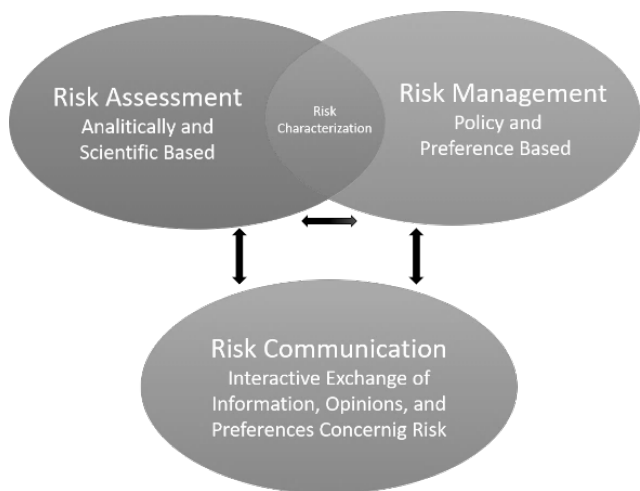 Risk Assessment
Analitically and
Scientific Based
Risk
Characterization
Risk Management
Policy and
Preference Based
Risk Communication
Interactive Exchange of
Information, Opinions, and
Preferences Concernig Risk